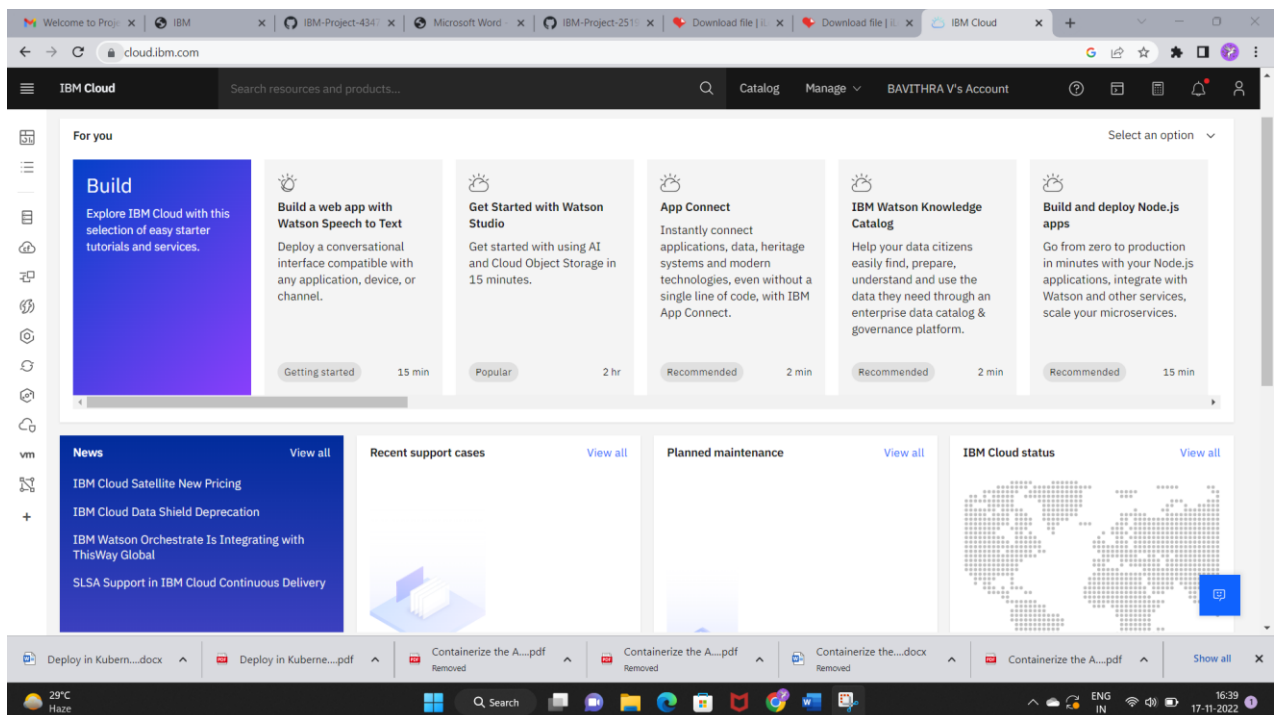 Welcome to Proje
IBM
IBM-Project-4347
Microsoft Word -
IBM-Project-2519
Download file | iL
Download file | iL
IBM Cloud
cloud.ibm.com
IBM Cloud
Search resources and products...
Catalog
Manage
BAVITHRA V's Account
For you
Select an option
Build
Explore IBM Cloud with this
selection of easy starter
tutorials and services.
Build a web app with
Watson Speech to Text
Deploy a conversational
interface compatible with
any application, device, or
channel.
Getting started 15 min
Get Started with Watson
Studio
Get started with using AI
and Cloud Object Storage in
15 minutes.
Popular 2 hr
App Connect
Instantly connect
applications, data, heritage
systems and modern
technologies, even without a
single line of code, with IBM
App Connect.
Recommended 2 min
IBM Watson Knowledge
Catalog
Help your data citizens
easily find, prepare,
understand and use the
data they need through an
enterprise data catalog &
governance platform.
Recommended 2 min
Build and deploy Node.js
apps
Go from zero to production
in minutes with your Node.js
applications, integrate with
Watson and other services,
scale your microservices.
Recommended 15 min
vm
News View all
IBM Cloud Satellite New Pricing
IBM Cloud Data Shield Deprecation
IBM Watson Orchestrate Is Integrating with
ThisWay Global
SLSA Support in IBM Cloud Continuous Delivery
Recent support cases View all
Planned maintenance View all
IBM Cloud status View all
Deploy in Kubern....docx
Deploy in Kuberne....pdf
Containerize the A....pdf
Removed
Containerize the A....pdf
Removed
Containerize the....docx
Removed
Containerize the A....pdf
Show all
29°C
Haze
Search
ENG
IN
16:39
17-11-2022
1